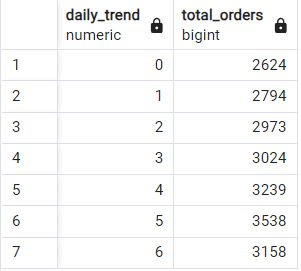 daily_trend total_orders
numeric bigint
1 0 2624
2 1 2794
3 2 2973
4 3 3024
5 4 3239
6 5 3538
7 6 3158